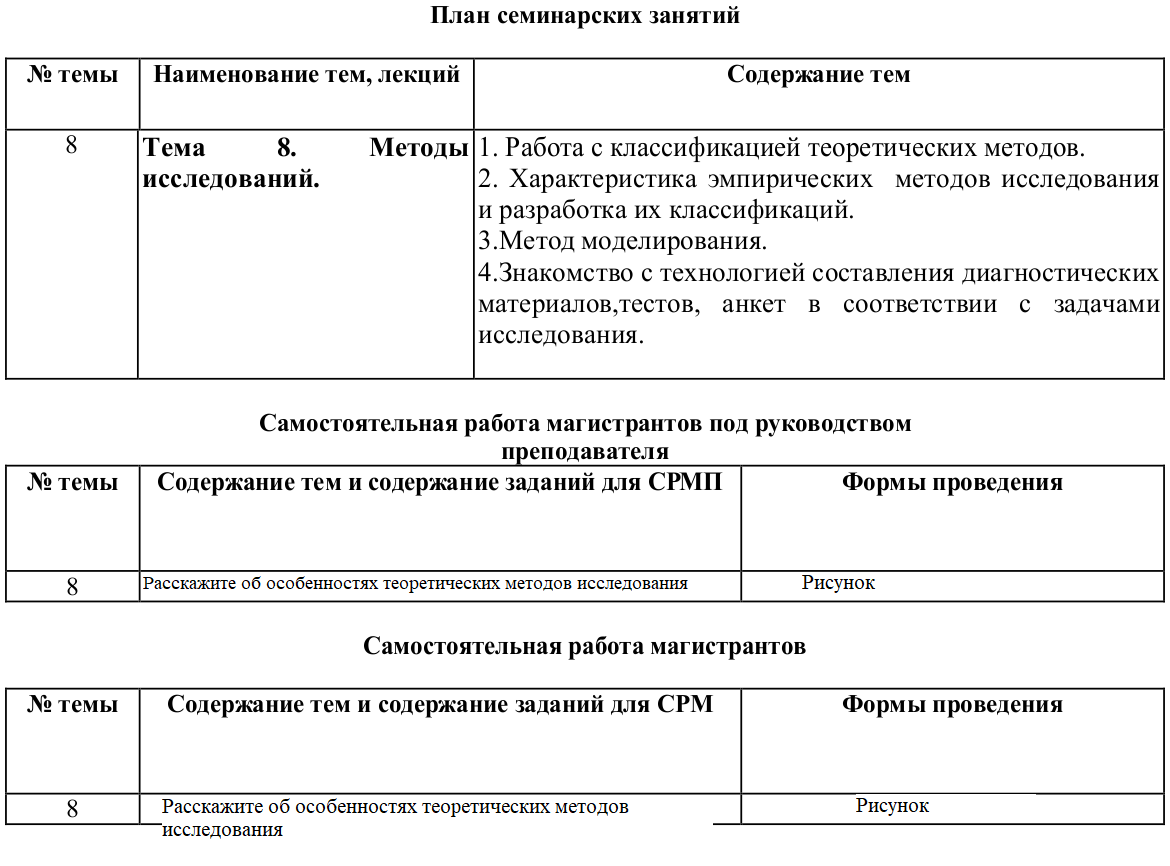 План семинарских занятий
№ темы Наименование тем, лекций Содержание тем
8 Тема 8. Методы исследований.
1. Работа с классификацией теоретических методов.
2. Характеристика эмпирических методов исследования
и разработка их классификаций.
3.Метод моделирования.
4.Знакомство с технологией составления диагностических
материалов,тестов, анкет в соответствии с задачами
исследования.
Самостоятельная работа магистрантов под руководством
преподавателя
№ темы Содержание тем и содержание заданий для СРМП Формы проведения
8 Расскажите об особенностях теоретических методов исследования Рисунок
Самостоятельная работа магистрантов
№ темы Содержание тем и содержание заданий для СРМ Формы проведения
8 Расскажите об особенностях теоретических методов Рисунок
исследования